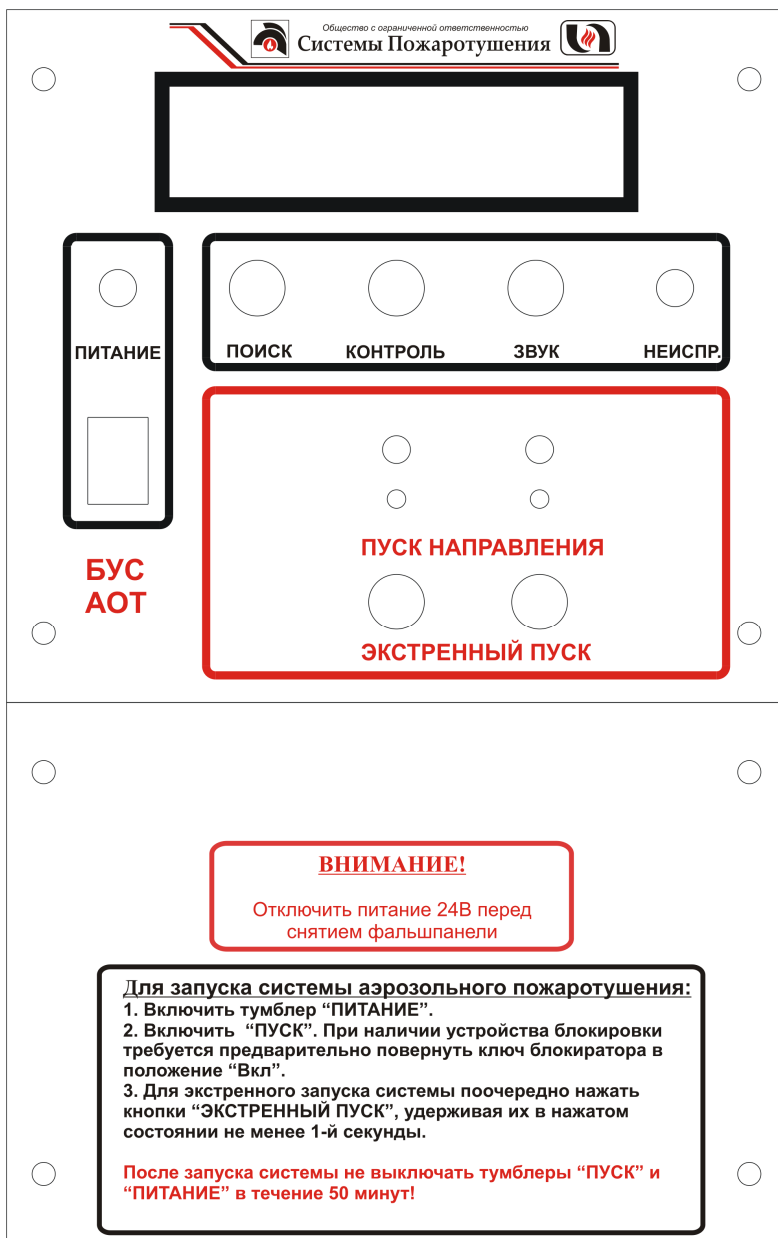 Общество с ограниченной ответственностью
Системы Пожаротушения
ПИТАНИЕ
ПОИСК КОНТРОЛЬ ЗВУК НЕИСПР.
ПУСК НАПРАВЛЕНИЯ
БУС
АОТ
ЭКСТРЕННЫЙ ПУСК
ВНИМАНИЕ!
Отключить питание 24В перед
снятием фальшпанели
Для запуска системы аэрозольного пожаротушения:
1. Включить тумблер “ПИТАНИЕ”.
2. Включить “ПУСК”. При наличии устройства блокировки
требуется предварительно повернуть ключ блокиратора в
положение “Вкл”.
3. Для экстренного запуска системы поочередно нажать
кнопки “ЭКСТРЕННЫЙ ПУСК”, удерживая их в нажатом
состоянии не менее 1-й секунды.
После запуска системы не выключать тумблеры “ПУСК” и
“ПИТАНИЕ” в течение 50 минут!